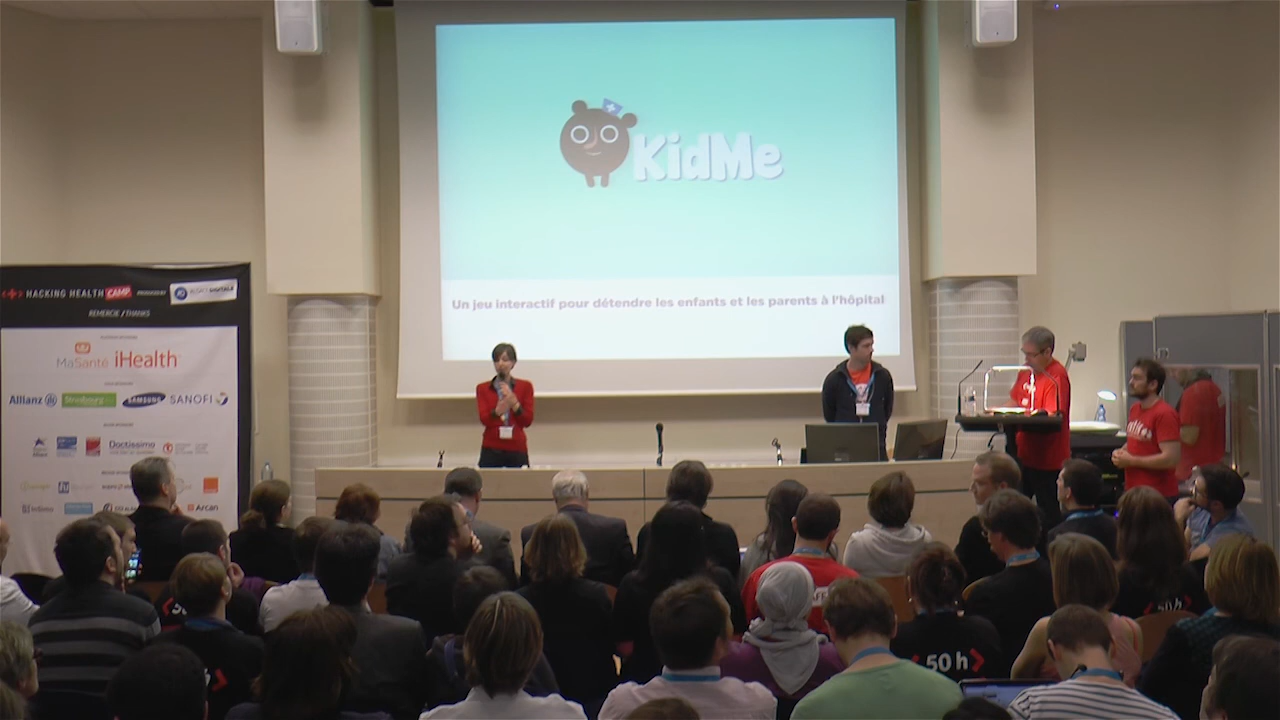 KidMe
Un jeu interactif pour détendre les enfants et les parents à l'hôpital
HACKING HEALTH CAMP
REMERCIE / THANKS
MaSanté iHealth
Allianz Strasbourg SAMSUNG SANOFI
Doctissimo
Arcan
50 h